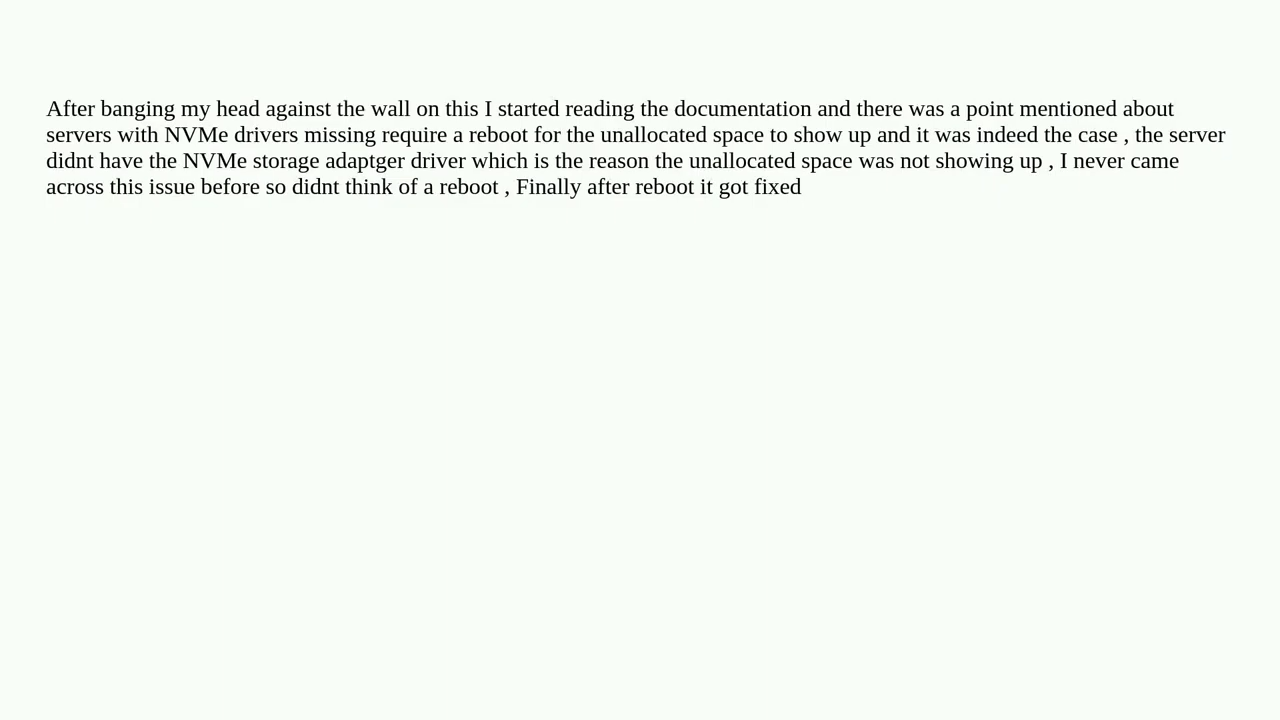 After banging my head against the wall on this I started reading the documentation and there was a point mentioned about
servers with NVMe drivers missing require a reboot for the unallocated space to show up and it was indeed the case , the server
didnt have the NVMe storage adaptger driver which is the reason the unallocated space was not showing up , I never came
across this issue before so didnt think of a reboot , Finally after reboot it got fixed